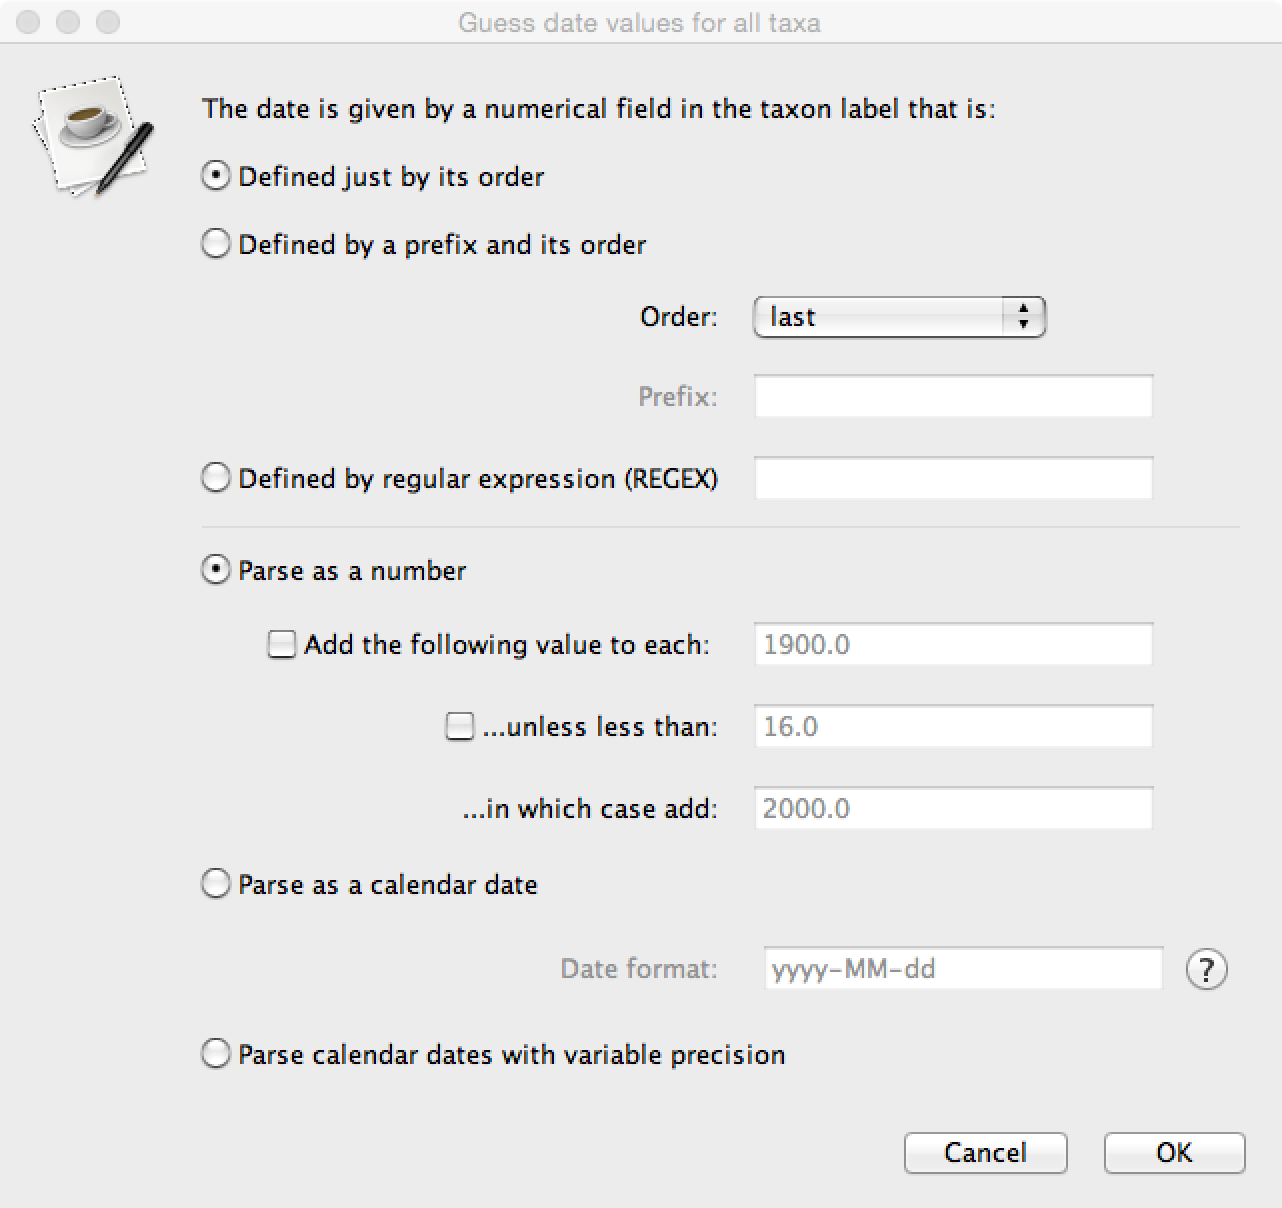 Guess date values for all taxa
The date is given by a numerical field in the taxon label that is:
Defined just by its order
Defined by a prefix and its order
Order: last
Prefix:
Defined by regular expression (REGEX)
Parse as a number
Add the following value to each: 1900.0
...unless less than: 16.0
...in which case add: 2000.0
Parse as a calendar date
Date format: yyyy-MM-dd ?
Parse calendar dates with variable precision
Cancel OK